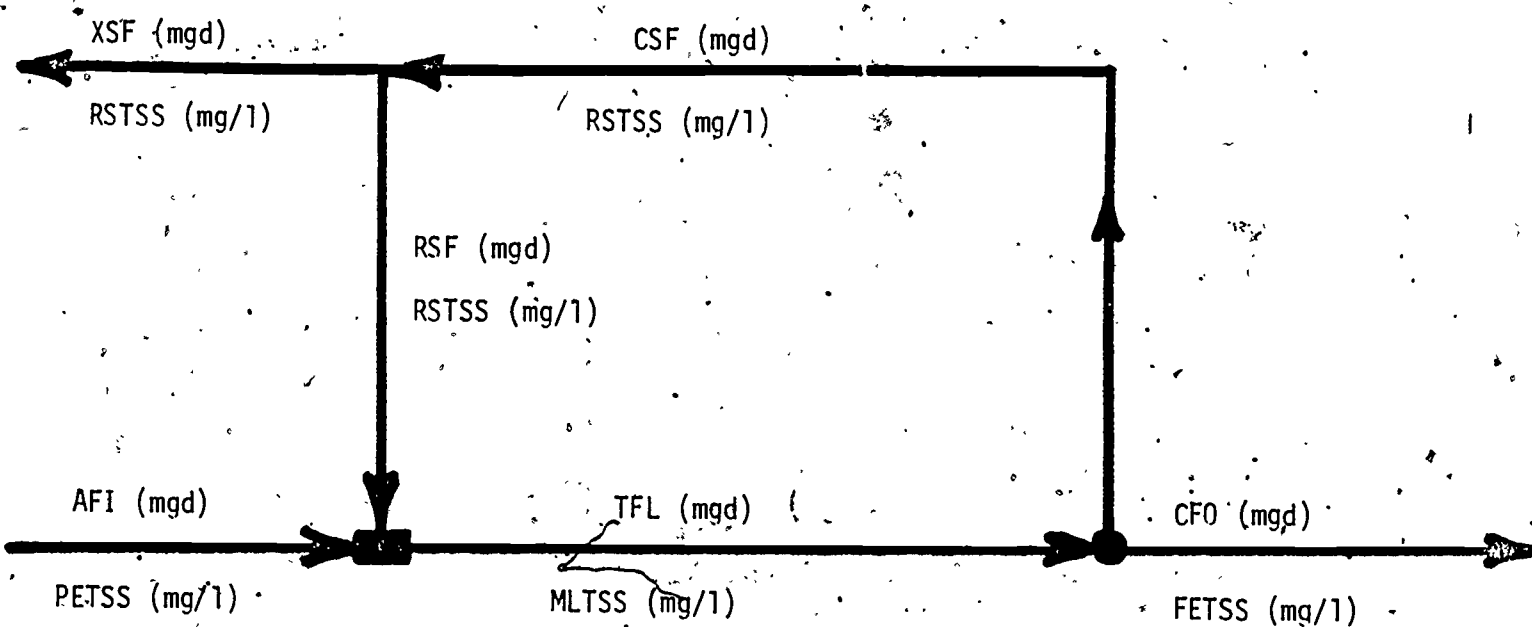 XSF (mgd)
CSF (mgd)
RSTSS (mg/l)
RSTSS (mg/l)
RSF (mgd)
RSTSS (mg/l)
AFI (mgd)
TFL (mgd)
CFO (mgd)
PETSS (mg/l)
MLTSS (mg/l)
FETSS (mg/l)